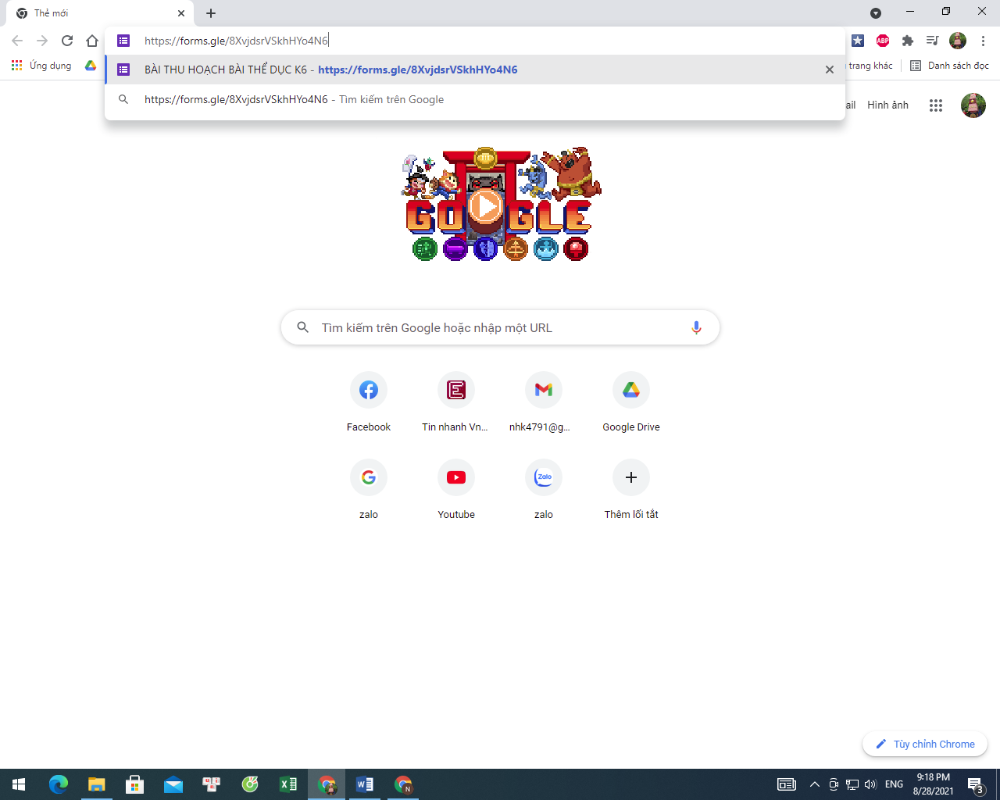 Thẻ mới
https://forms.gle/8XvjdsrVSkhHYo4N6
ABP
Ứng dụng
BÀI THU HOẠCH BÀI THỂ DỤC K6 - https://forms.gle/8XvjdsrVSkhHYo4N6
trang khác
Danh sách đọc
https://forms.gle/8XvjdsrVSkhHYo4N6 - Tìm kiếm trên Google
Hình ảnh
GOOGLE
Tìm kiếm trên Google hoặc nhập một URL
Facebook
Tin nhanh Vn...
nhk4791@g...
Google Drive
Zalo
zalo
Youtube
zalo
Thêm lối tắt
Tùy chỉnh Chrome
N
ENG
9:18 PM
8/28/2021
3